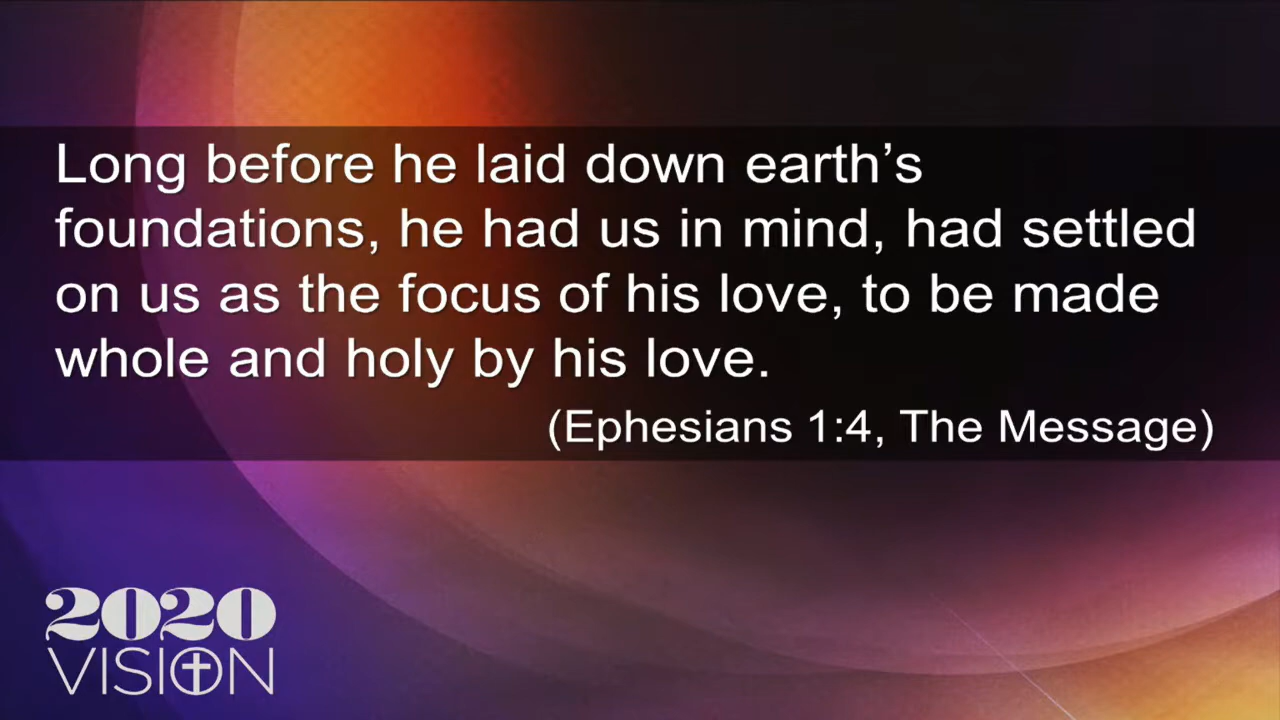 Long before he laid down earth’s
foundations, he had us in mind, had settled
on us as the focus of his love, to be made
whole and holy by his love.
(Ephesians 1:4, The Message)
2020
VISION